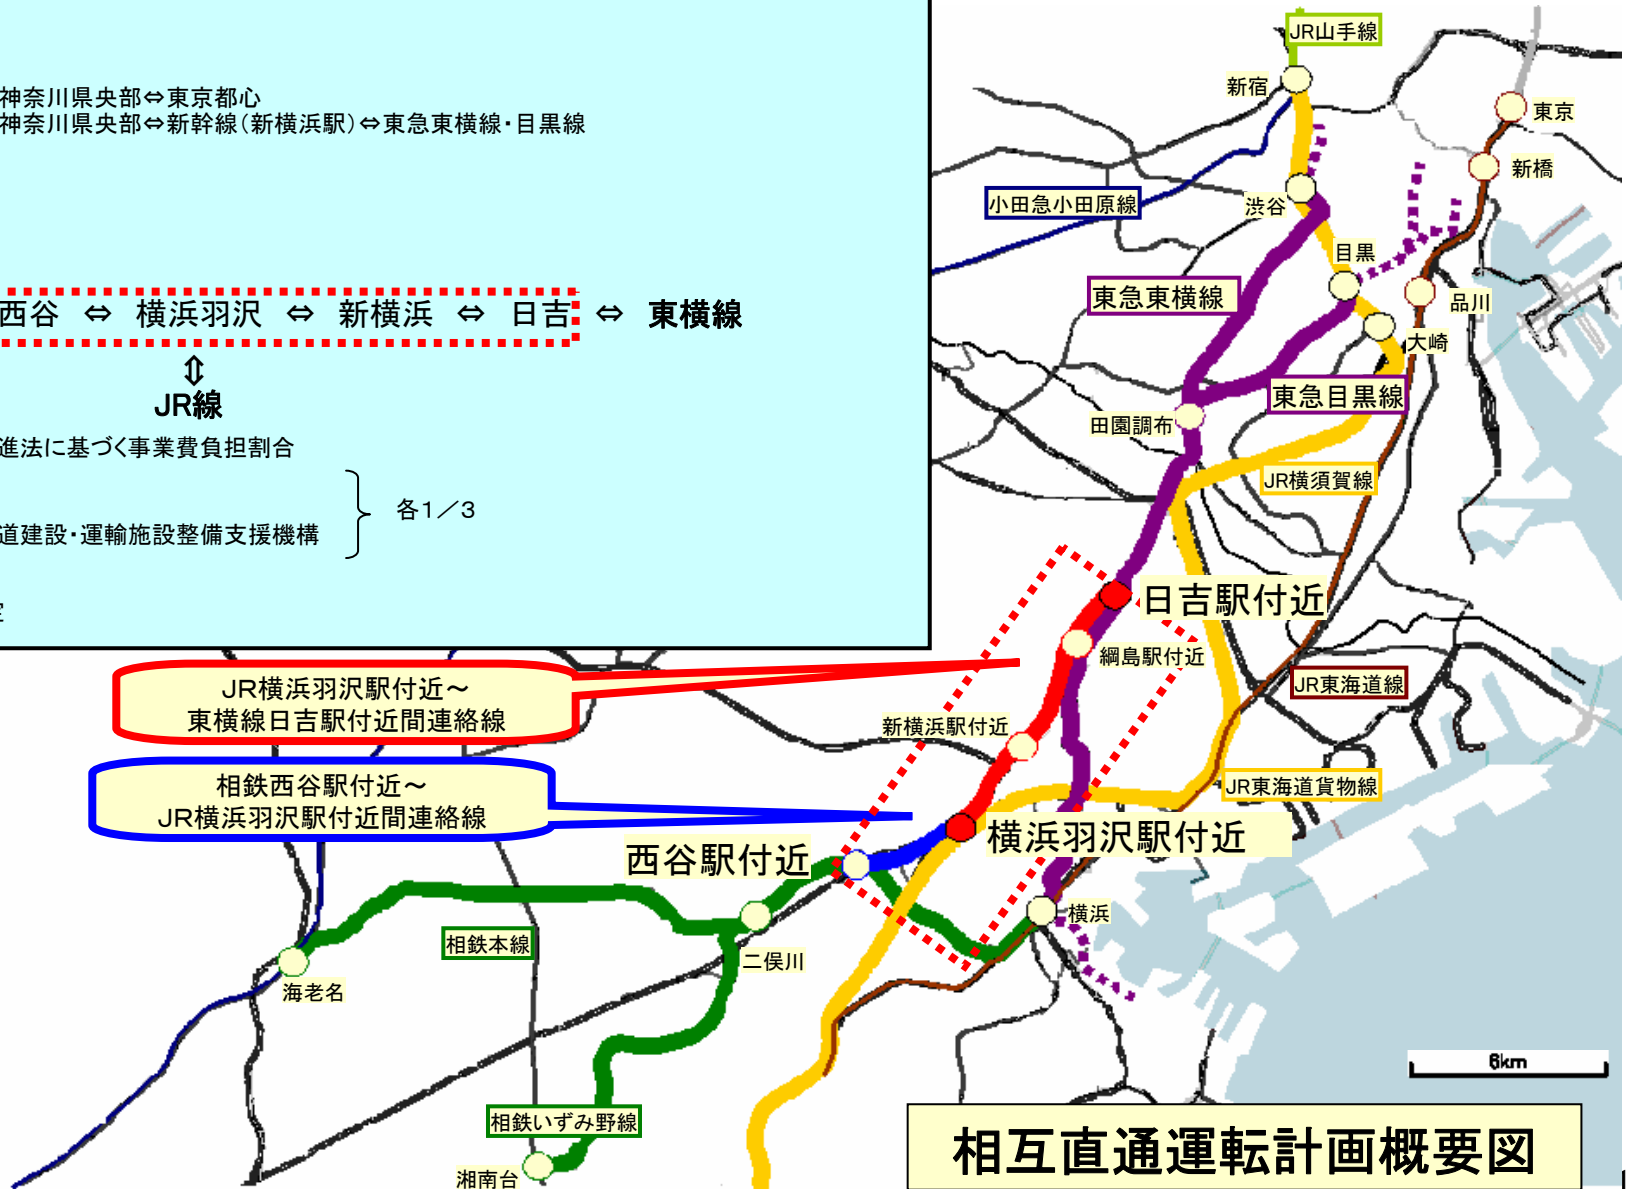 神奈川県央部⇔東京都心
神奈川県央部⇔新幹線(新横浜駅)⇔東急東横線・目黒線
西谷 ⇔ 横浜羽沢 ⇔ 新横浜 ⇔ 日吉 ⇔ 東横線
⇕
JR線
進法に基づく事業費負担割合
各1/3
道建設・運輸施設整備支援機構
JR山手線
新宿
東京
新橋
小田急小田原線
渋谷
目黒
東急東横線
品川
大崎
東急目黒線
田園調布
JR横須賀線
日吉駅付近
綱島駅付近
JR東海道線
JR横浜羽沢駅付近~
東横線日吉駅付近間連絡線
新横浜駅付近
相鉄西谷駅付近~
JR横浜羽沢駅付近間連絡線
JR東海道貨物線
横浜羽沢駅付近
西谷駅付近
横浜
相鉄本線
二俣川
海老名
6km
相鉄いずみ野線
湘南台
相互直通運転計画概要図